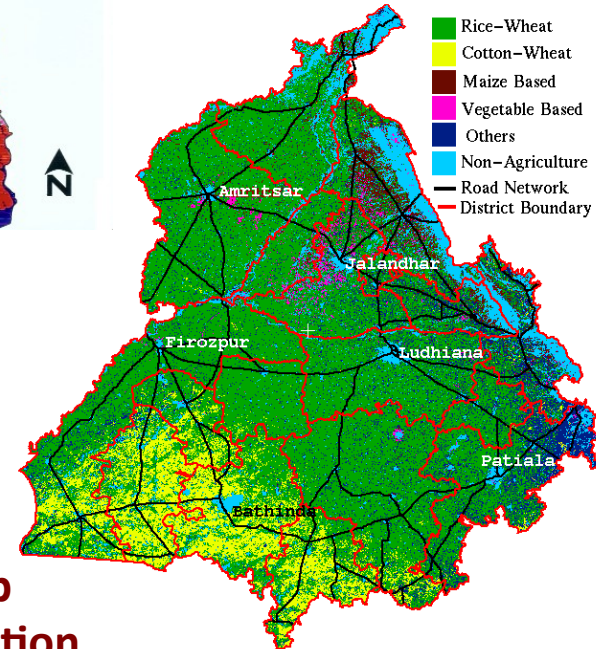 Rice-Wheat
Cotton-Wheat
Maize Based
Vegetable Based
Others
Non-Agriculture
Road Network
District Boundary
N
Amritsar
Jalandhar
Firozpur
Ludhiana
Patiala
Bathinda